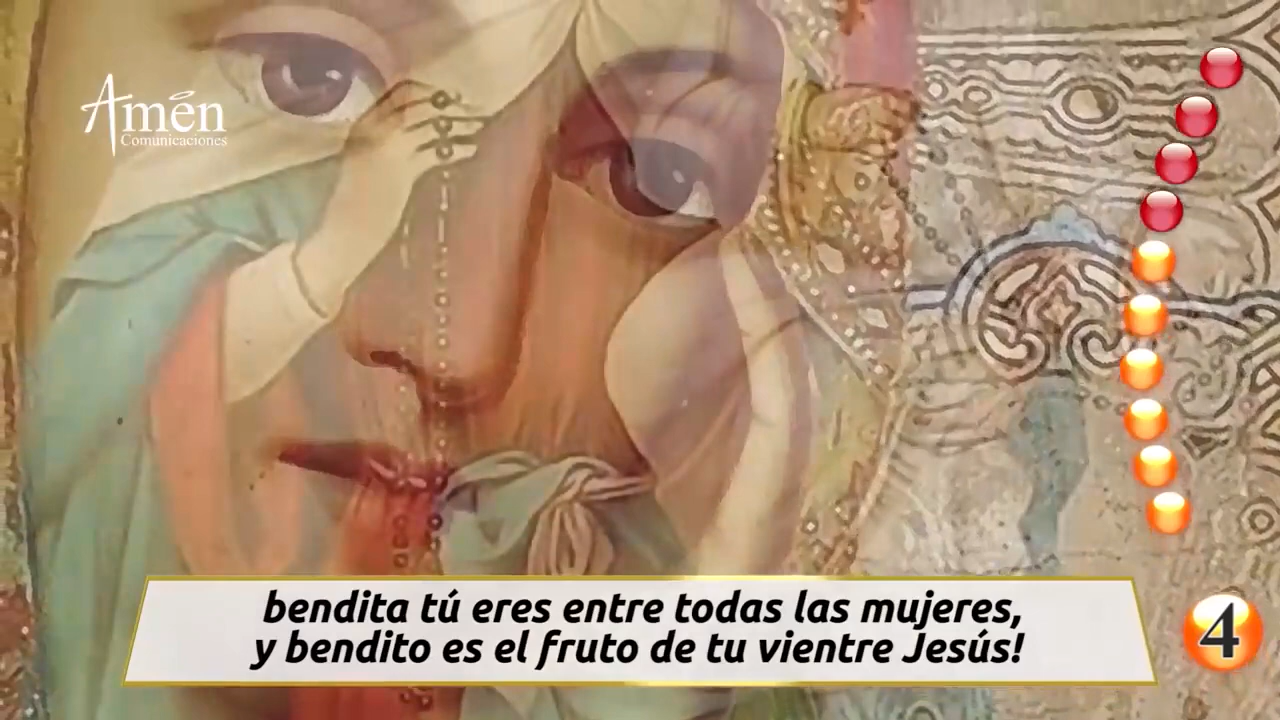 Amén
Comunicaciones
bendita tú eres entre todas las mujeres,
y bendito es el fruto de tu vientre Jesús!
4